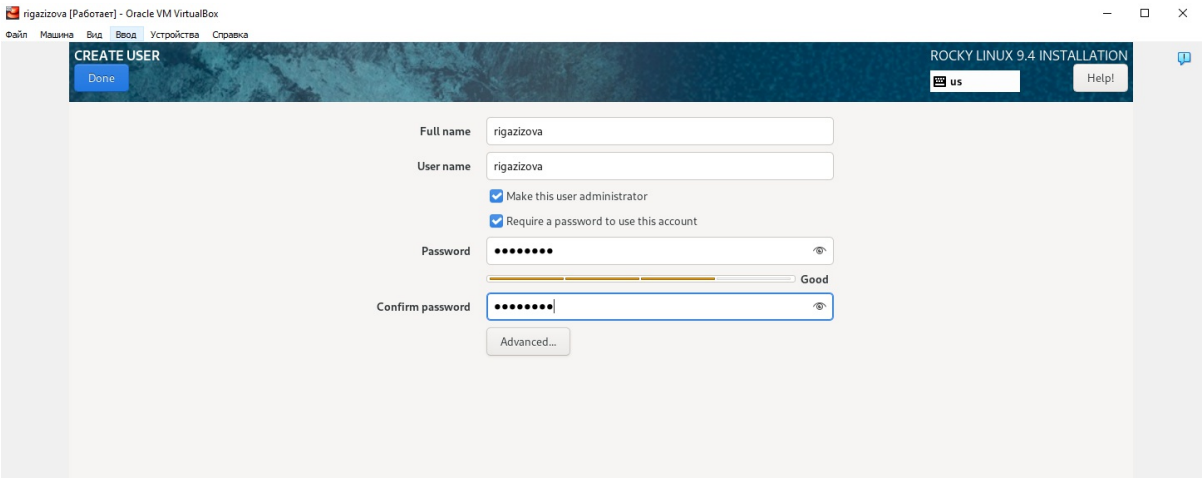 rigazizova [Работает] - Oracle VM VirtualBox
Файл Машина Вид Ввод Устройства Справка
CREATE USER
ROCKY LINUX 9.4 INSTALLATION
Done
us
Help!
Full name
rigazizova
User name
rigazizova
Make this user administrator
Require a password to use this account
Password
••••••••
Good
Confirm password
••••••••
Advanced...